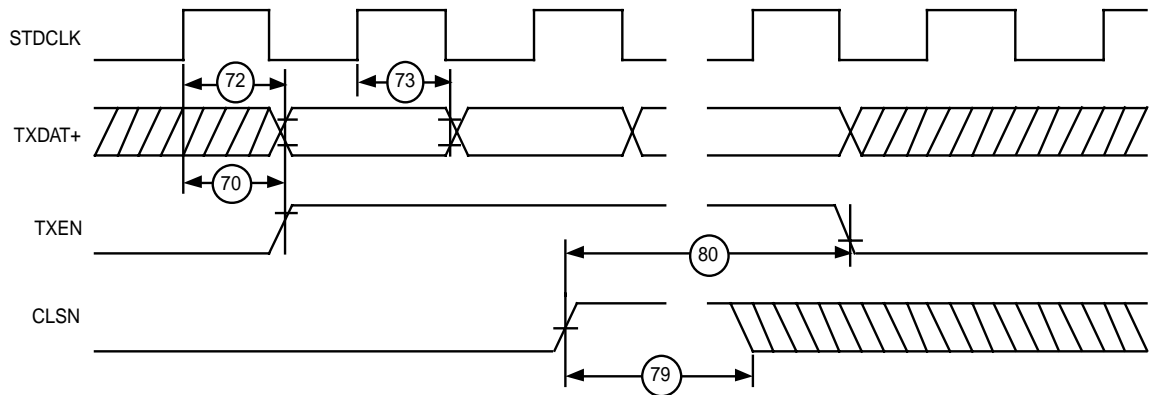 STDCLK
72
73
TXDAT+
70
TXEN
80
CLSN
79